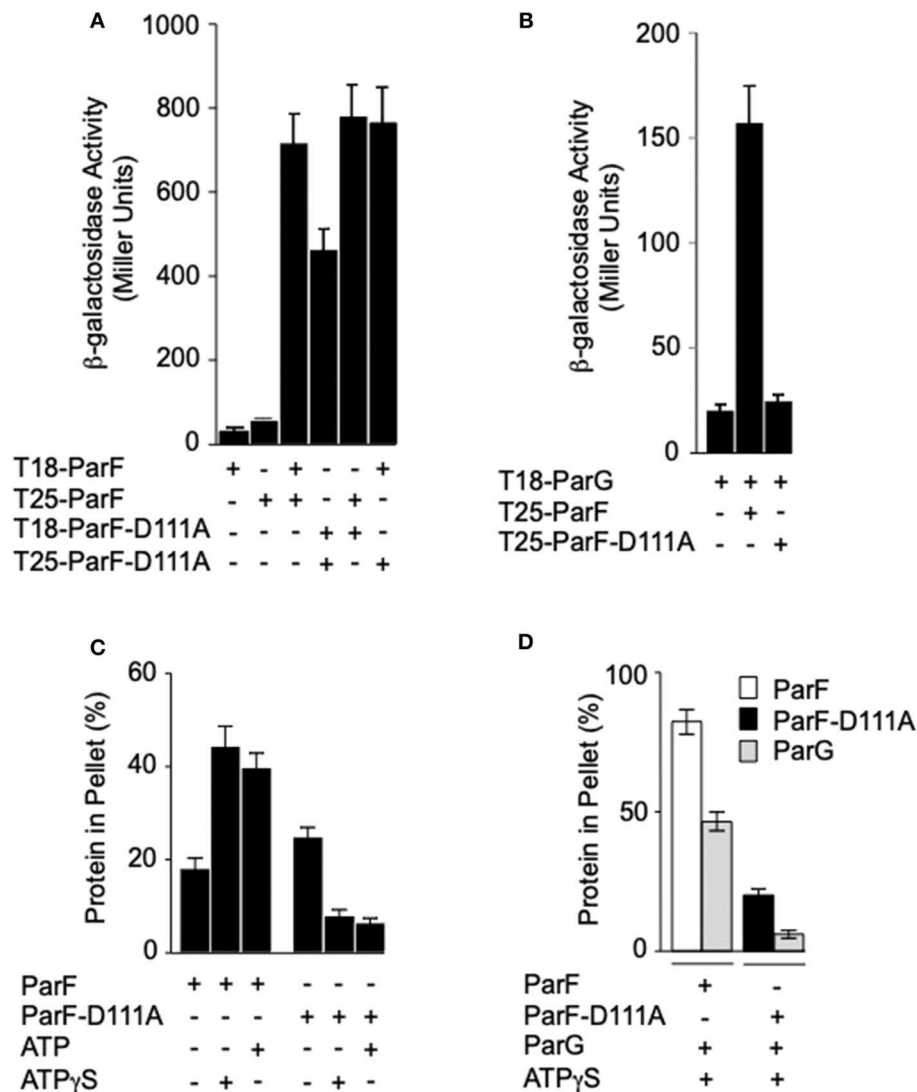 A
β-galactosidase Activity
(Miller Units)
1000
800
600
400
200
0
T18-ParF + - + - - +
T25-ParF - + + - + -
T18-ParF-D111A - - - + + -
T25-ParF-D111A - - - + - +
B
β-galactosidase Activity
(Miller Units)
200
150
100
50
0
T18-ParG + + +
T25-ParF - + -
T25-ParF-D111A - - +
C
Protein in Pellet (%)
60
40
20
0
ParF + + + - - -
ParF-D111A - - - + + +
ATP - - + - - +
ATPγS - + - - + -
D
Protein in Pellet (%)
100
50
0
ParF
ParF-D111A
ParG
ParF + -
ParF-D111A - +
ParG + +
ATPγS + +